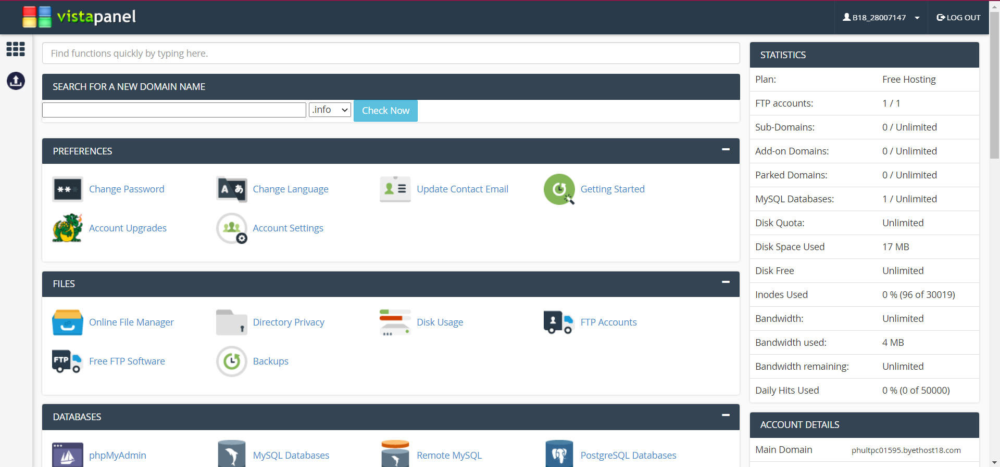 vistapanel
B18_28007147
LOG OUT
Find functions quickly by typing here.
SEARCH FOR A NEW DOMAIN NAME
.info
Check Now
PREFERENCES
Change Password
A あ
Change Language
Update Contact Email
Getting Started
Account Upgrades
Account Settings
FILES
Online File Manager
Directory Privacy
Disk Usage
FTP Accounts
FTP
Free FTP Software
Backups
DATABASES
phpMyAdmin
MySQL Databases
Remote MySQL
PostgreSQL Databases
STATISTICS
Plan: Free Hosting
FTP accounts: 1 / 1
Sub-Domains: 0 / Unlimited
Add-on Domains: 0 / Unlimited
Parked Domains: 0 / Unlimited
MySQL Databases: 1 / Unlimited
Disk Quota: Unlimited
Disk Space Used 17 MB
Disk Free Unlimited
Inodes Used 0 % (96 of 30019)
Bandwidth: Unlimited
Bandwidth used: 4 MB
Bandwidth remaining: Unlimited
Daily Hits Used 0 % (0 of 50000)
ACCOUNT DETAILS
Main Domain phultpc01595.byethost18.com